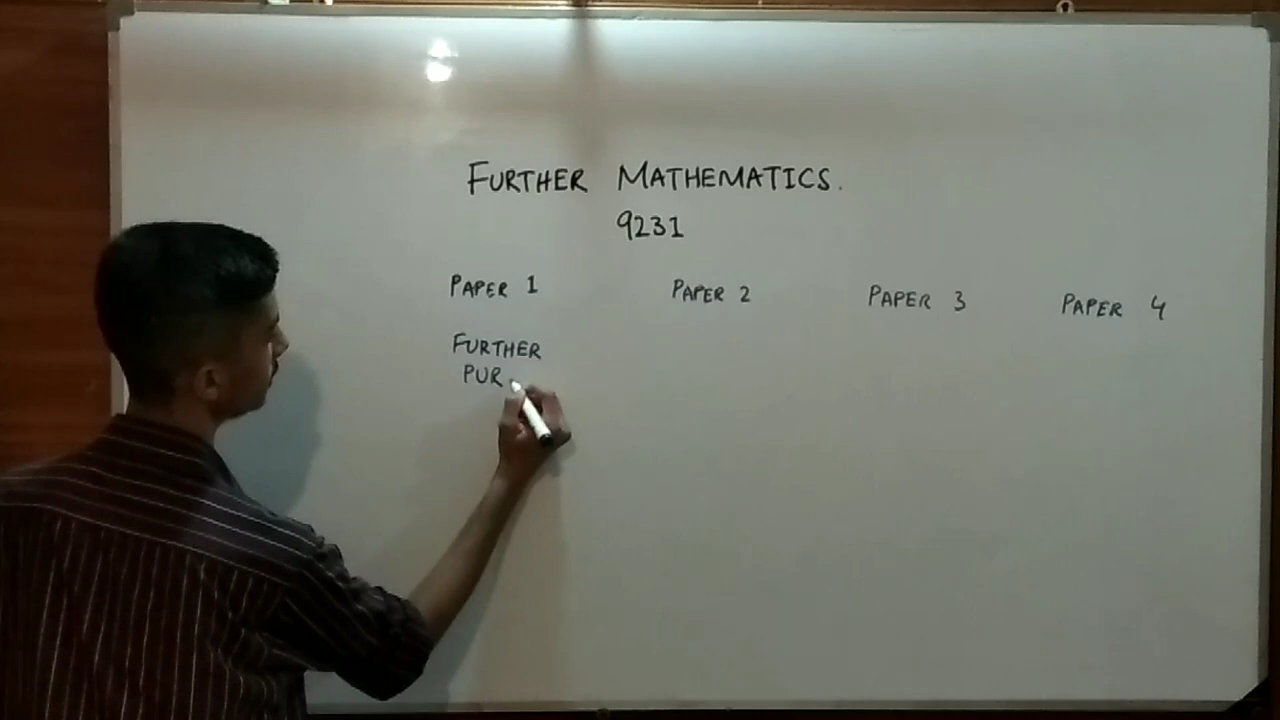 FURTHER MATHEMATICS.
9231
PAPER 1 PAPER 2 PAPER 3 PAPER 4
FURTHER
PUR